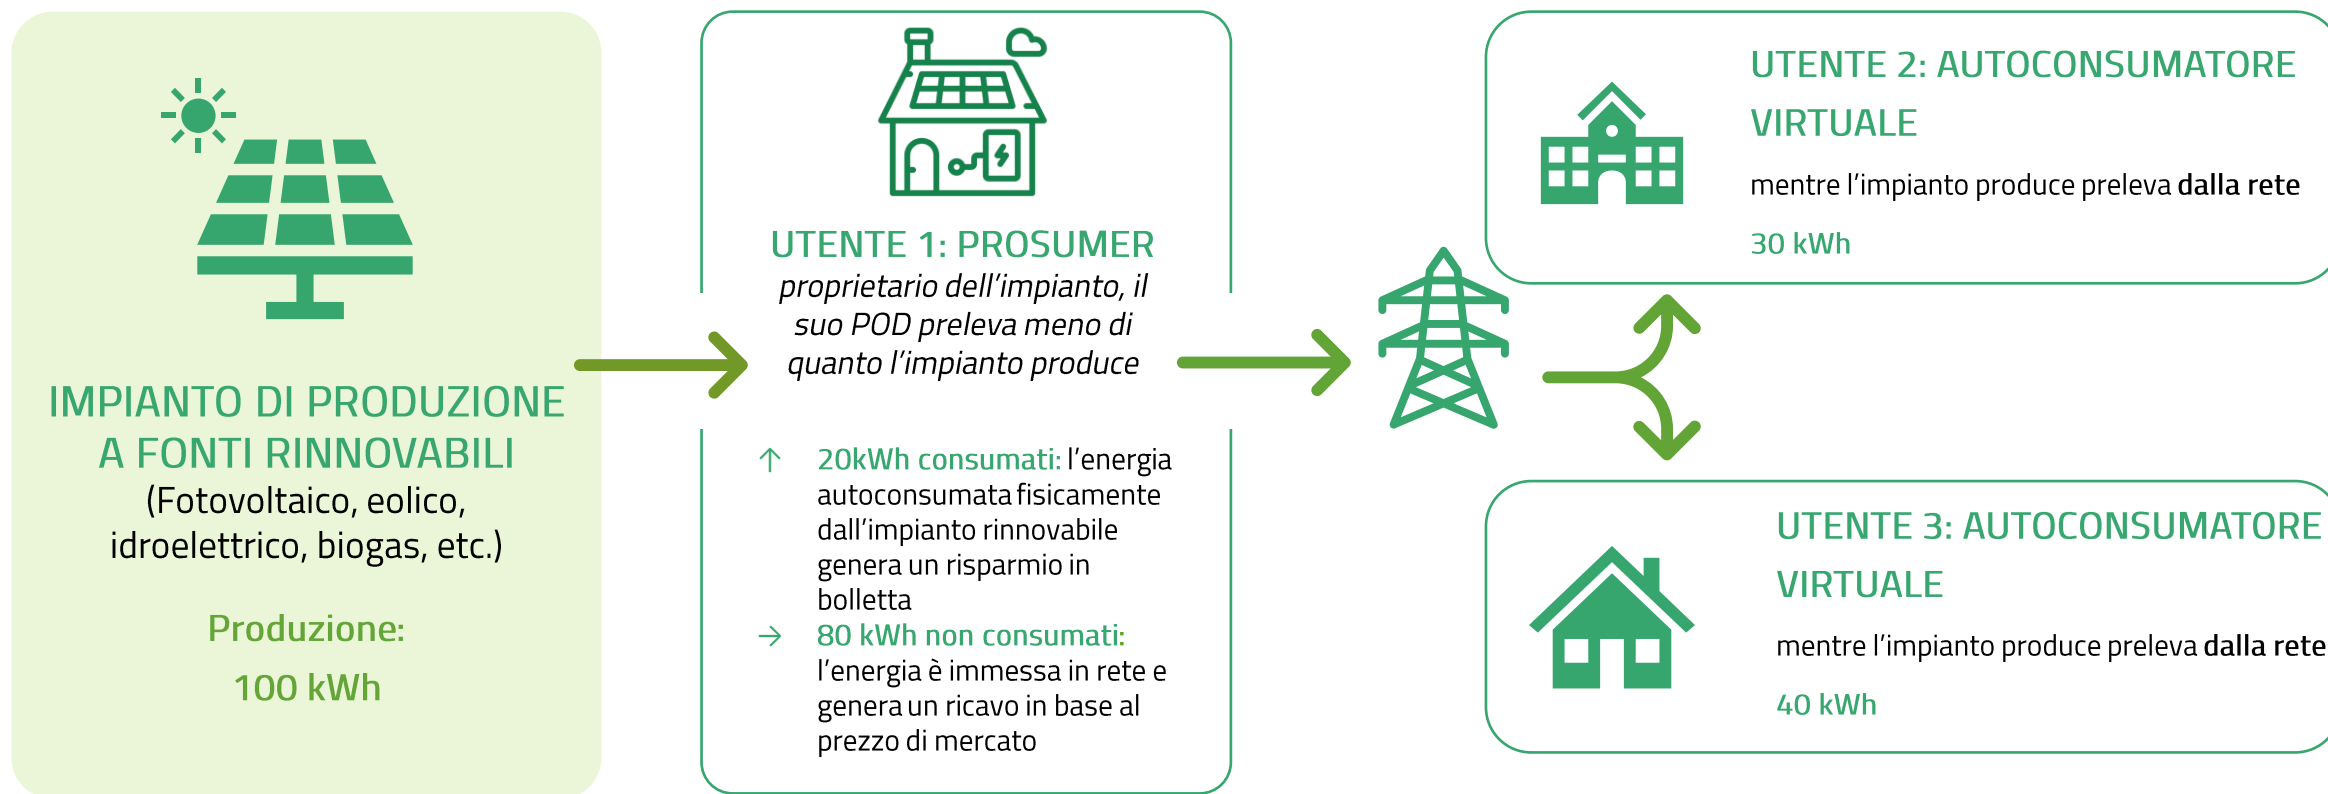 IMPIANTO DI PRODUZIONE
A FONTI RINNOVABILI
(Fotovoltaico, eolico,
idroelettrico, biogas, etc.)
Produzione:
100 kWh
UTENTE 1: PROSUMER
proprietario dell’impianto, il
suo POD preleva meno di
quanto l’impianto produce
20kWh consumati: l’energia
autoconsumata fisicamente
dall’impianto rinnovabile
genera un risparmio in
bolletta
80 kWh non consumati:
l’energia è immessa in rete e
genera un ricavo in base al
prezzo di mercato
UTENTE 2: AUTOCONSUMATORE
VIRTUALE
mentre l’impianto produce preleva dalla rete
30 kWh
UTENTE 3: AUTOCONSUMATORE
VIRTUALE
mentre l’impianto produce preleva dalla rete
40 kWh